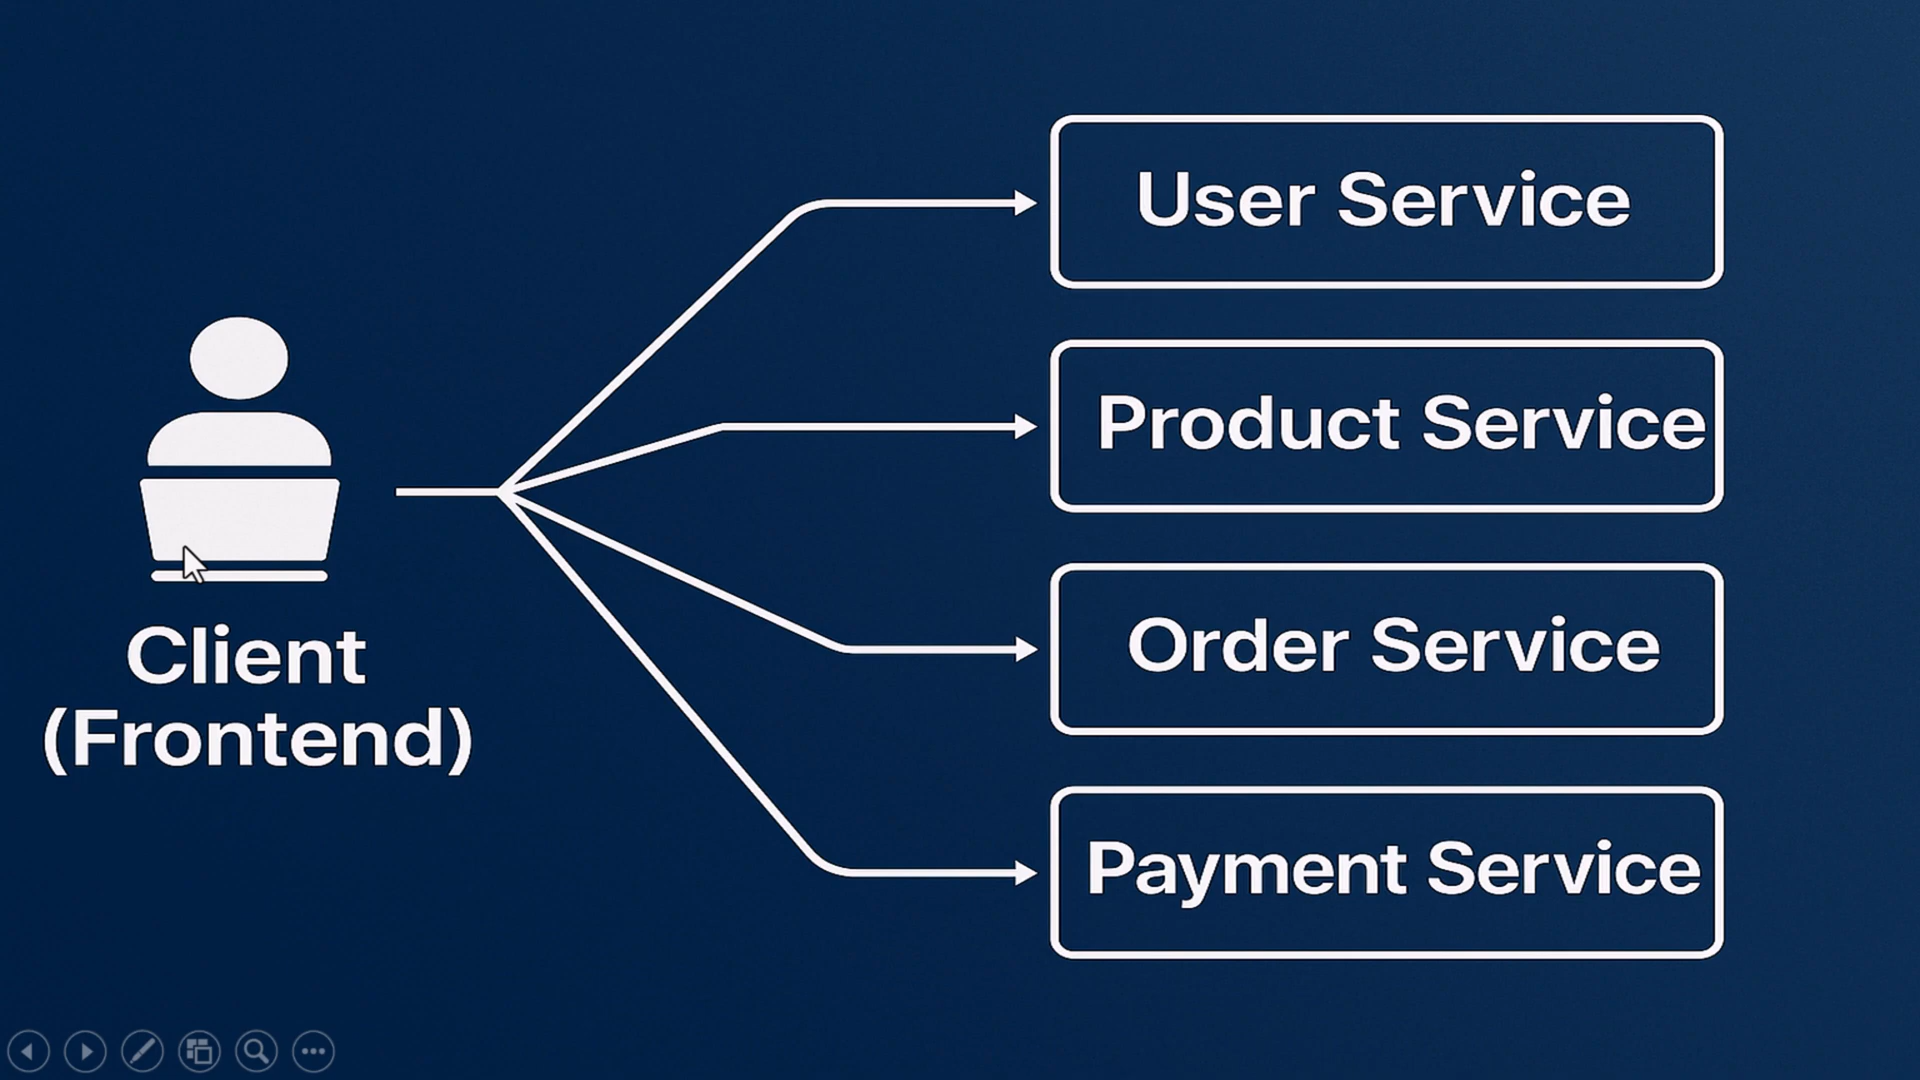 User Service
Product Service
Client
(Frontend)
Order Service
Payment Service